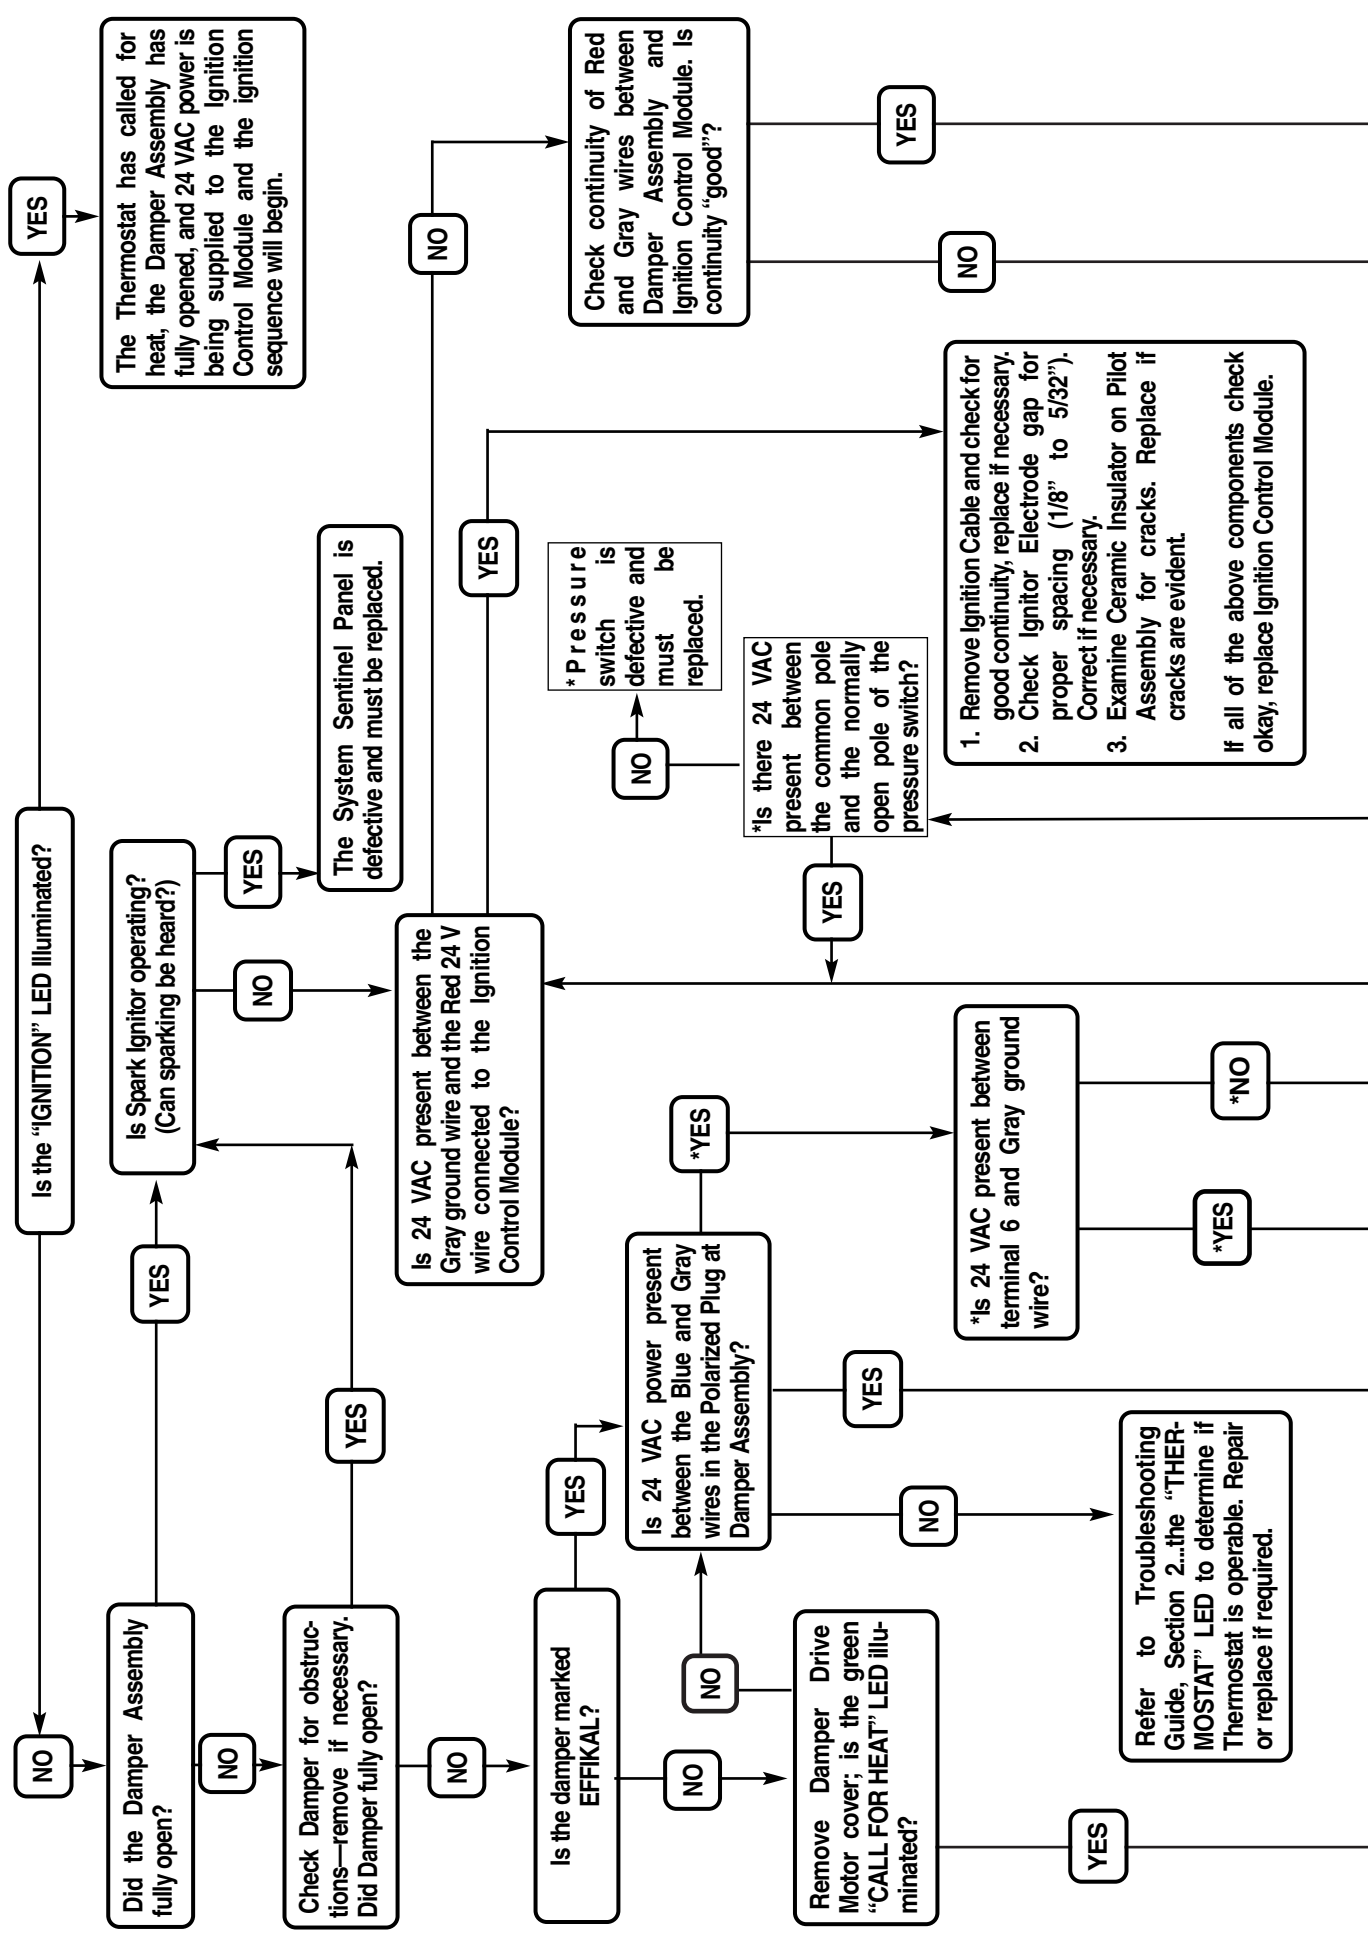 Is the “IGNITION” LED Illuminated?
YES
The Thermostat has called for
heat, the Damper Assembly has
fully opened, and 24 VAC power is
being supplied to the Ignition
Control Module and the ignition
sequence will begin.
NO
Did the Damper Assembly
fully open?
YES
Is Spark Ignitor operating?
(Can sparking be heard?)
YES
The System Sentinel Panel is
defective and must be replaced.
NO
NO
Check Damper for obstruc-
tions—remove if necessary.
Did Damper fully open?
YES
Is 24 VAC present between the
Gray ground wire and the Red 24 V
wire connected to the Ignition
Control Module?
NO
Check continuity of Red
and Gray wires between
Damper Assembly and
Ignition Control Module. Is
continuity “good”?
YES
NO
YES
1. Remove Ignition Cable and check for
good continuity, replace if necessary.
2. Check Ignitor Electrode gap for
proper spacing (1/8” to 5/32”).
Correct if necessary.
3. Examine Ceramic Insulator on Pilot
Assembly for cracks. Replace if
cracks are evident.
If all of the above components check
okay, replace Ignition Control Module.
NO
Is the damper marked
EFFIKAL?
YES
Is 24 VAC power present
between the Blue and Gray
wires in the Polarized Plug at
Damper Assembly?
*YES
*Is 24 VAC present between
terminal 6 and Gray ground
wire?
*YES
*NO
YES
NO
Refer to Troubleshooting
Guide, Section 2...the “THER-
MOSTAT” LED to determine if
Thermostat is operable. Repair
or replace if required.
NO
Remove Damper Drive
Motor cover; is the green
“CALL FOR HEAT” LED illu-
minated?
NO
YES
*Is there 24 VAC
present between
the common pole
and the normally
open pole of the
pressure switch?
YES
NO
*Pressure
switch is
defective and
must be
replaced.